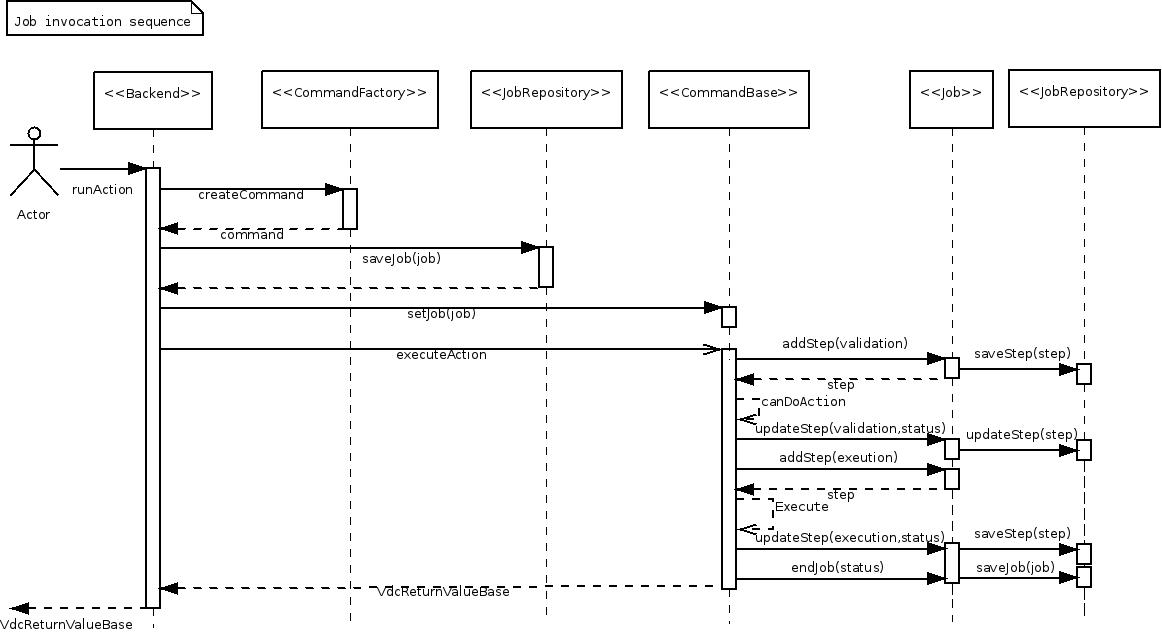 Job invocation sequence
<<Backend>>
<<CommandFactory>>
<<JobRepository>>
<<CommandBase>>
<<Job>>
<<JobRepository>>
Actor
runAction
createCommand
command
saveJob(job)
setJob(job)
executeAction
addStep(validation)
saveStep(step)
step
canDoAction
updateStep(validation,status)
updateStep(step)
addStep(exeution)
step
Execute
updateStep(execution,status)
saveStep(step)
endJob(status)
saveJob(job)
VdcReturnValueBase
VdcReturnValueBase